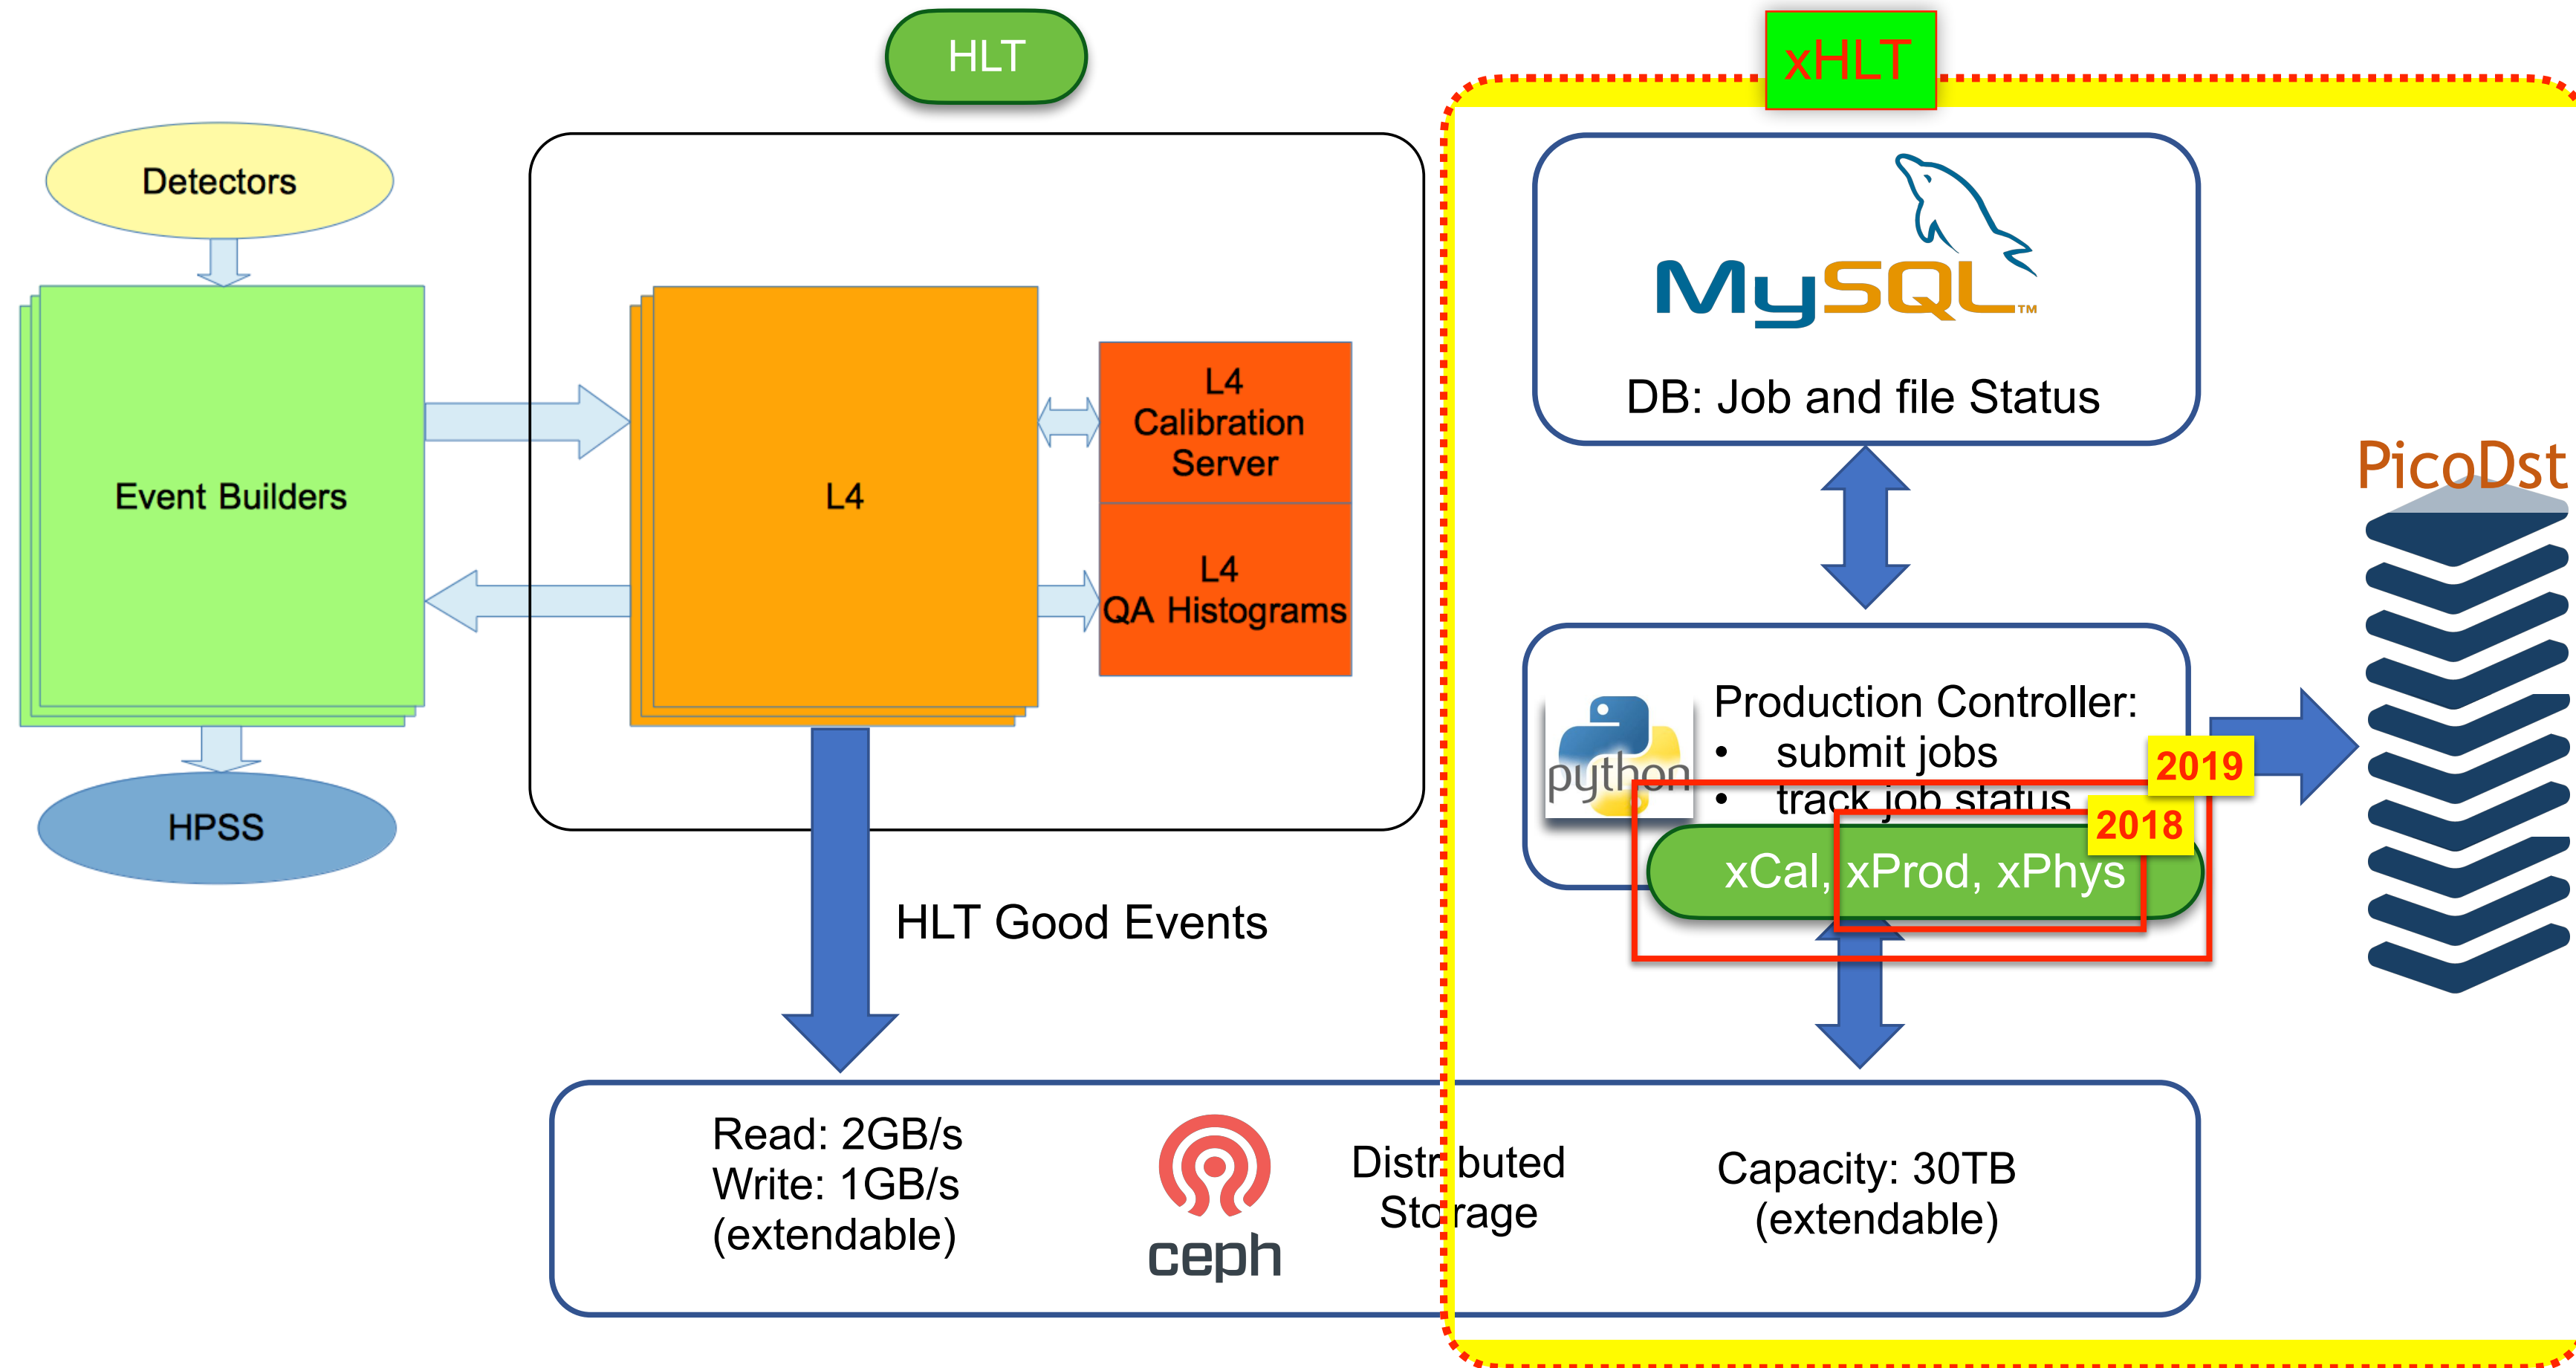 HLT
xHLT
Detectors
Event Builders
HPSS
L4
L4
Calibration
Server
L4
QA Histograms
HLT Good Events
MySQL™
DB: Job and file Status
python
Production Controller:
• submit jobs
• track job status
2019
2018
xCal, xProd, xPhys
PicoDst
Read: 2GB/s
Write: 1GB/s
(extendable)
ceph
Distributed
Storage
Capacity: 30TB
(extendable)